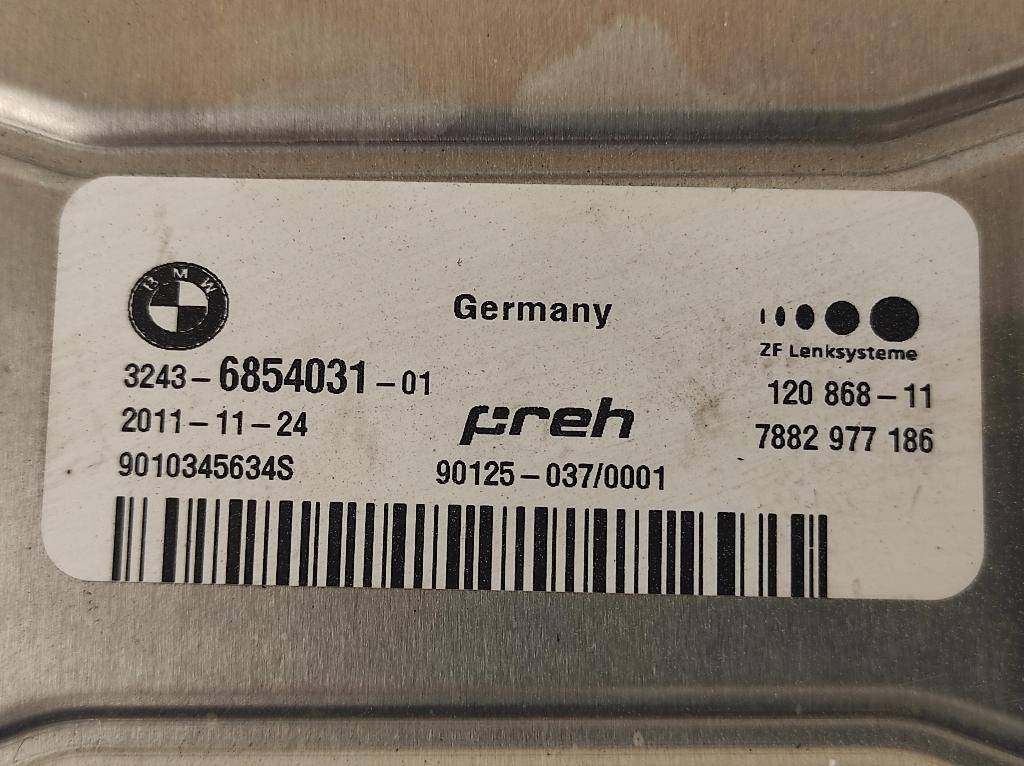 BMW
Germany
ZF Lenksysteme
3243-6854031-01
120 868-11
2011-11-24
preh
7882 977 186
9010345634S
90125-037/0001